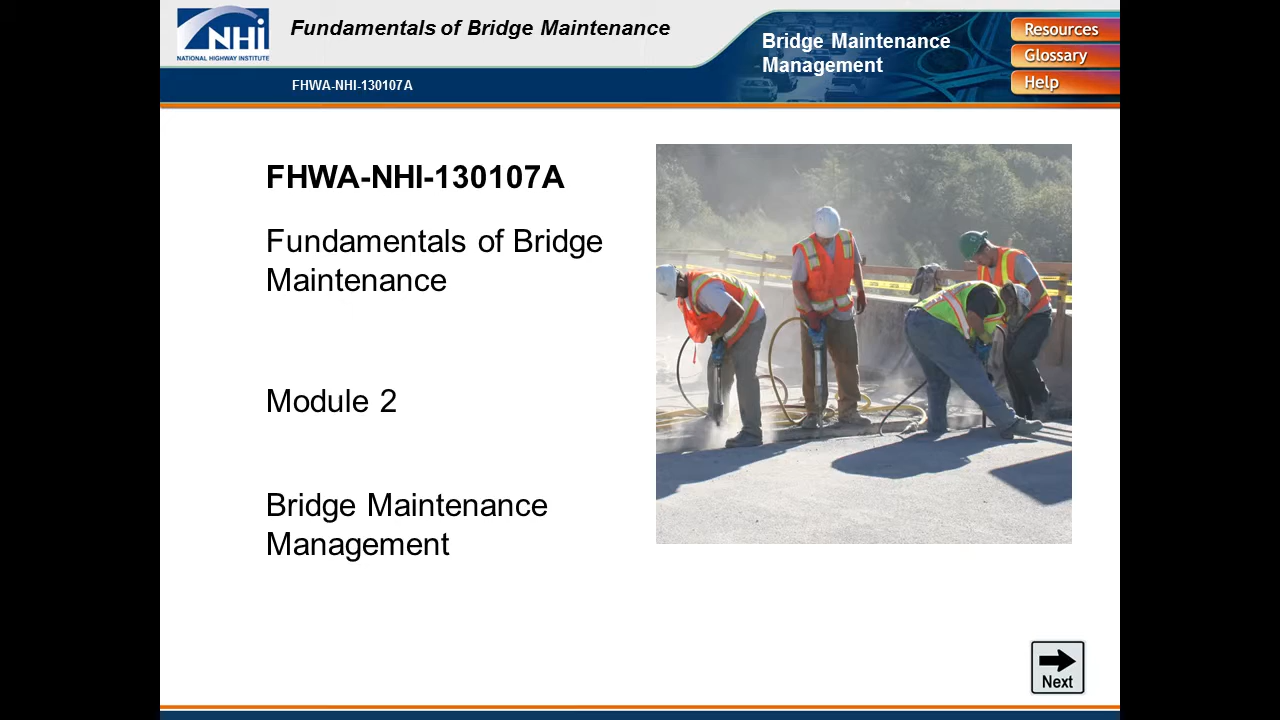 NHI
NATIONAL HIGHWAY INSTITUTE
Fundamentals of Bridge Maintenance
FHWA-NHI-130107A
Bridge Maintenance
Management
Resources
Glossary
Help
FHWA-NHI-130107A
Fundamentals of Bridge
Maintenance
Module 2
Bridge Maintenance
Management
Next